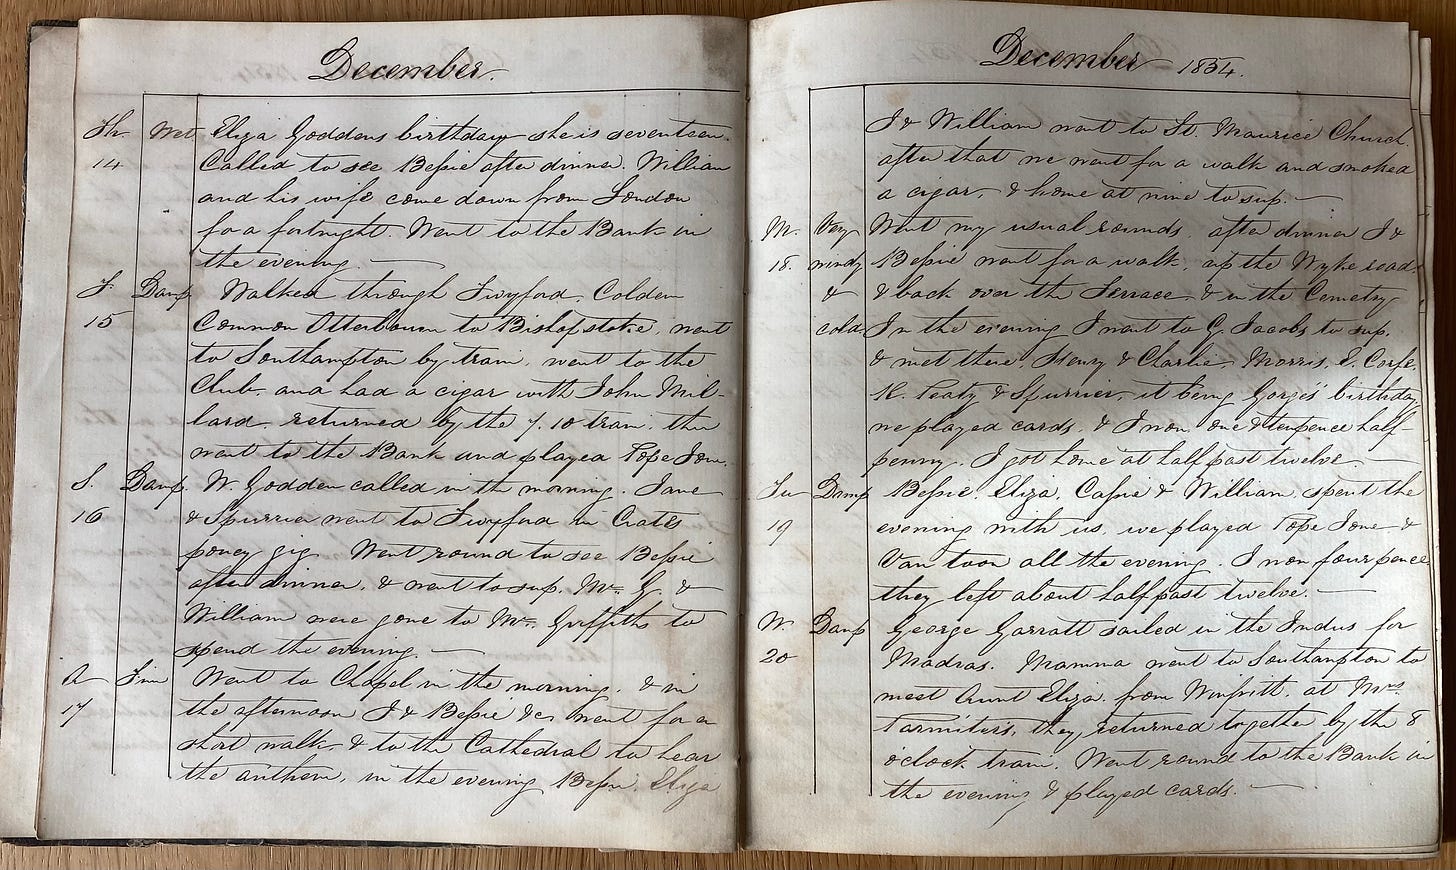 December.
Th. Wet Eliza Goddens birthday she is seventeen.
14 Called to see Bessie after dinner. William
and his wife come down from London
for a fortnight. Went to the Bank in
the evening.
F. Damp Walked through Twyford, Colden
15 Common Otterbourn to Bishopstoke, went
to Southampton by train, went to the
Club and had a cigar with John Mil-
lard, returned by the 7.10 train, then
went to the Bank and played Pope Jone.
S. Damp. W. Godden called in the morning. Jane
16 & Spurrier went to Twyford in
poney gig. Went round to see Bessie
after dinner, & went to sup. Mr. G. &
William were gone to Mr. Griffiths to
spend the evening.
Fine Went to Chapel in the morning, & in
17 the afternoon I & Bessie &c went for a
short walk & to the Cathedral to hear
the anthem, in the evening Bessie. Eliza
December 1854.
I & William went to St. Maurice Church,
after that we went for a walk and smoked
a cigar, & home at nine to sup.
M. Very Went my usual rounds, after dinner I &
18. windy Bessie went for a walk, up the Wyke road
& & back over the Terrace & in the Cemetry
cold In the evening I went to G. Jacobs to sup,
& met there, Henry & Charlie, Morris, E. Corfe,
Peaty & Spurrier, it being Gorges birthday
we played cards, & I won one & tenpence half-
penny. I got home at half past twelve.
Tu Damp Bessie, Eliza, Cassie & William spent the
19 evening with us, we played Pope Jone &
Van toon all the evening. I won fourpence
they left about half past twelve.
W. Damp George Garratt sailed in the Indus for
20 Madras. Mamma went to Southampton to
meet Aunt Eliza from Winfritt, at Mrs.
they returned together by the 8
o'clock train. Went round to the Bank in
the evening & played cards.